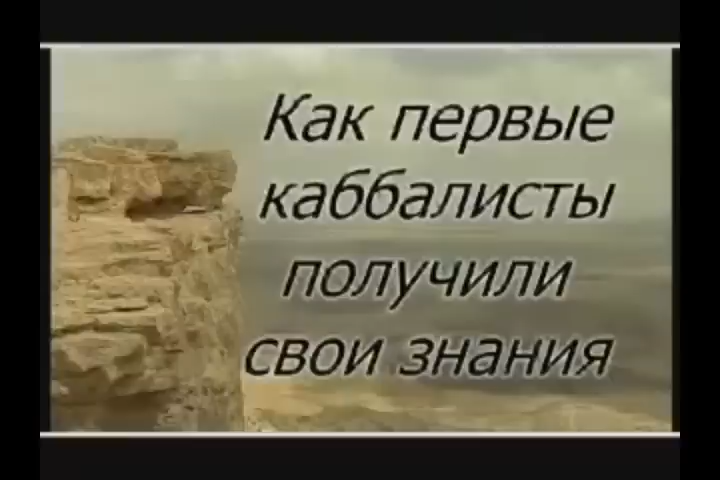 Как первые
каббалисты
получили
свои знания